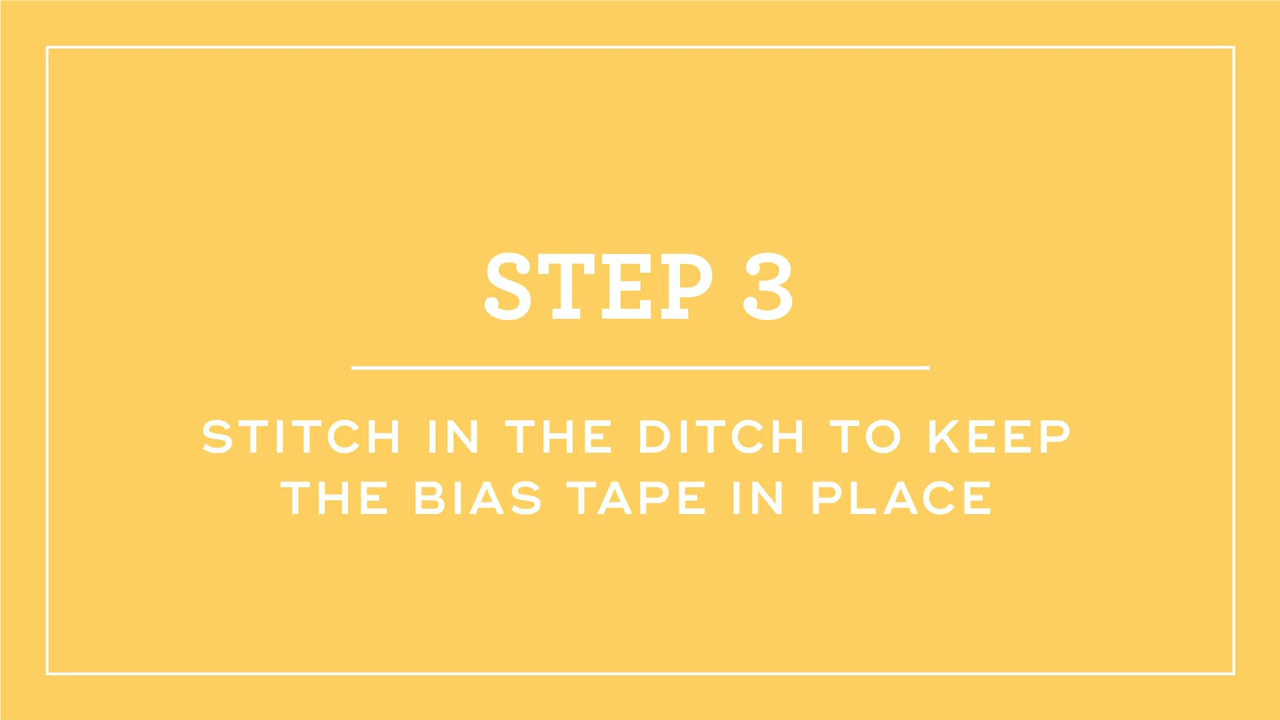 STEP 3
STITCH IN THE DITCH TO KEEP
THE BIAS TAPE IN PLACE